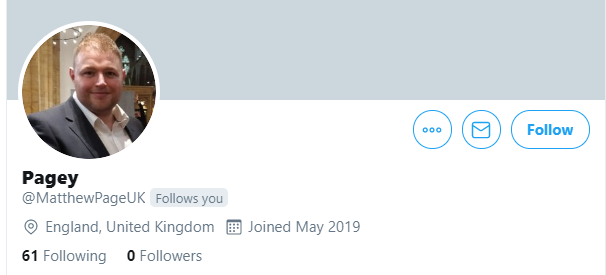 Follow
Pagey
@MatthewPageUK Follows you
England, United Kingdom Joined May 2019
61 Following 0 Followers